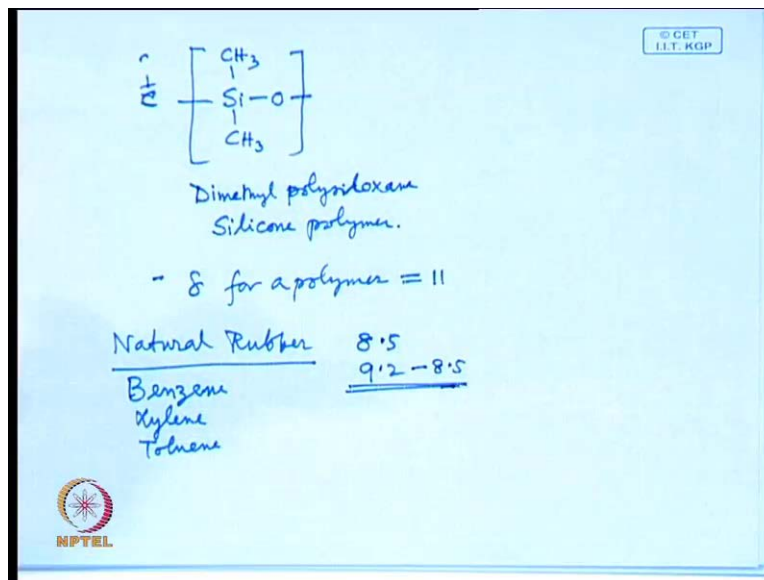 © CET
I.I.T. KGP
CH3
Si-O
CH3
Dimethyl polysiloxane
Silicone polymer.
- δ for a polymer = 11
Natural Rubber 8.5
Benzene 9.2-8.5
Xylene
Toluene
NPTEL